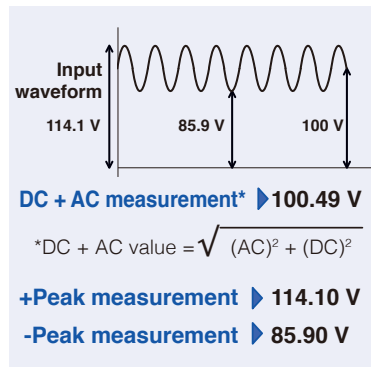 Input
waveform
114.1 V
85.9 V
100 V
DC + AC measurement* ▶ 100.49 V
*DC + AC value = √ (AC)² + (DC)²
+Peak measurement ▶ 114.10 V
-Peak measurement ▶ 85.90 V